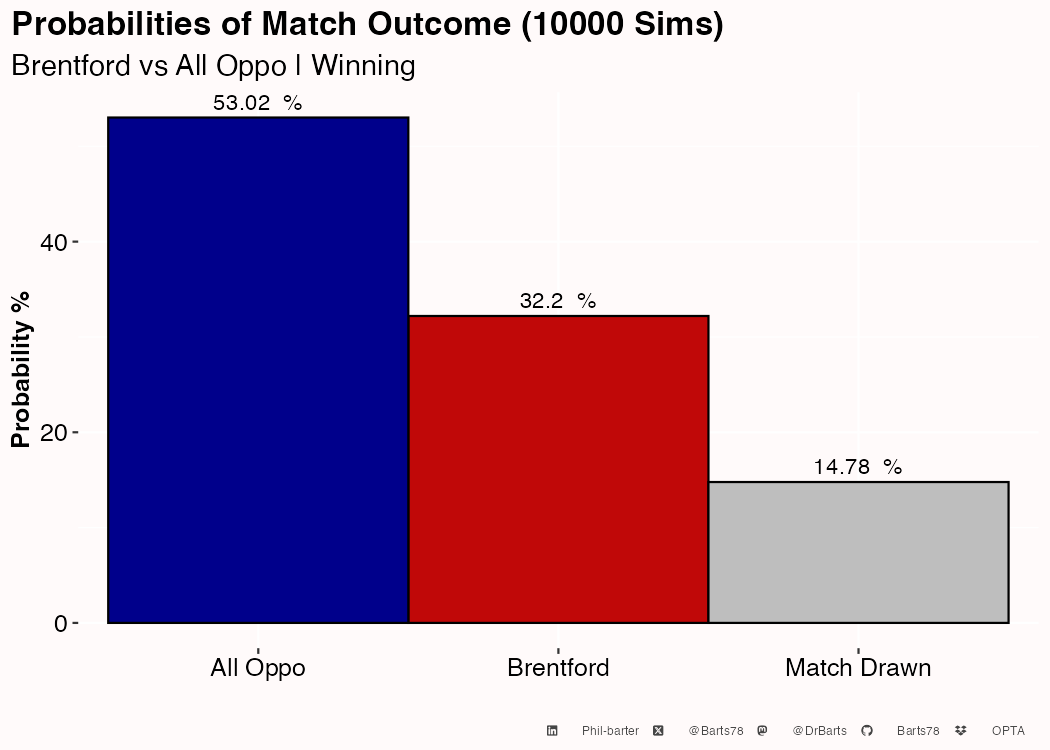 Probabilities of Match Outcome (10000 Sims)
Brentford vs All Oppo | Winning
53.02 %
32.2 %
14.78 %
Probability %
40
20
0
All Oppo Brentford Match Drawn
Phil-barter @Barts78 @DrBarts Barts78 OPTA